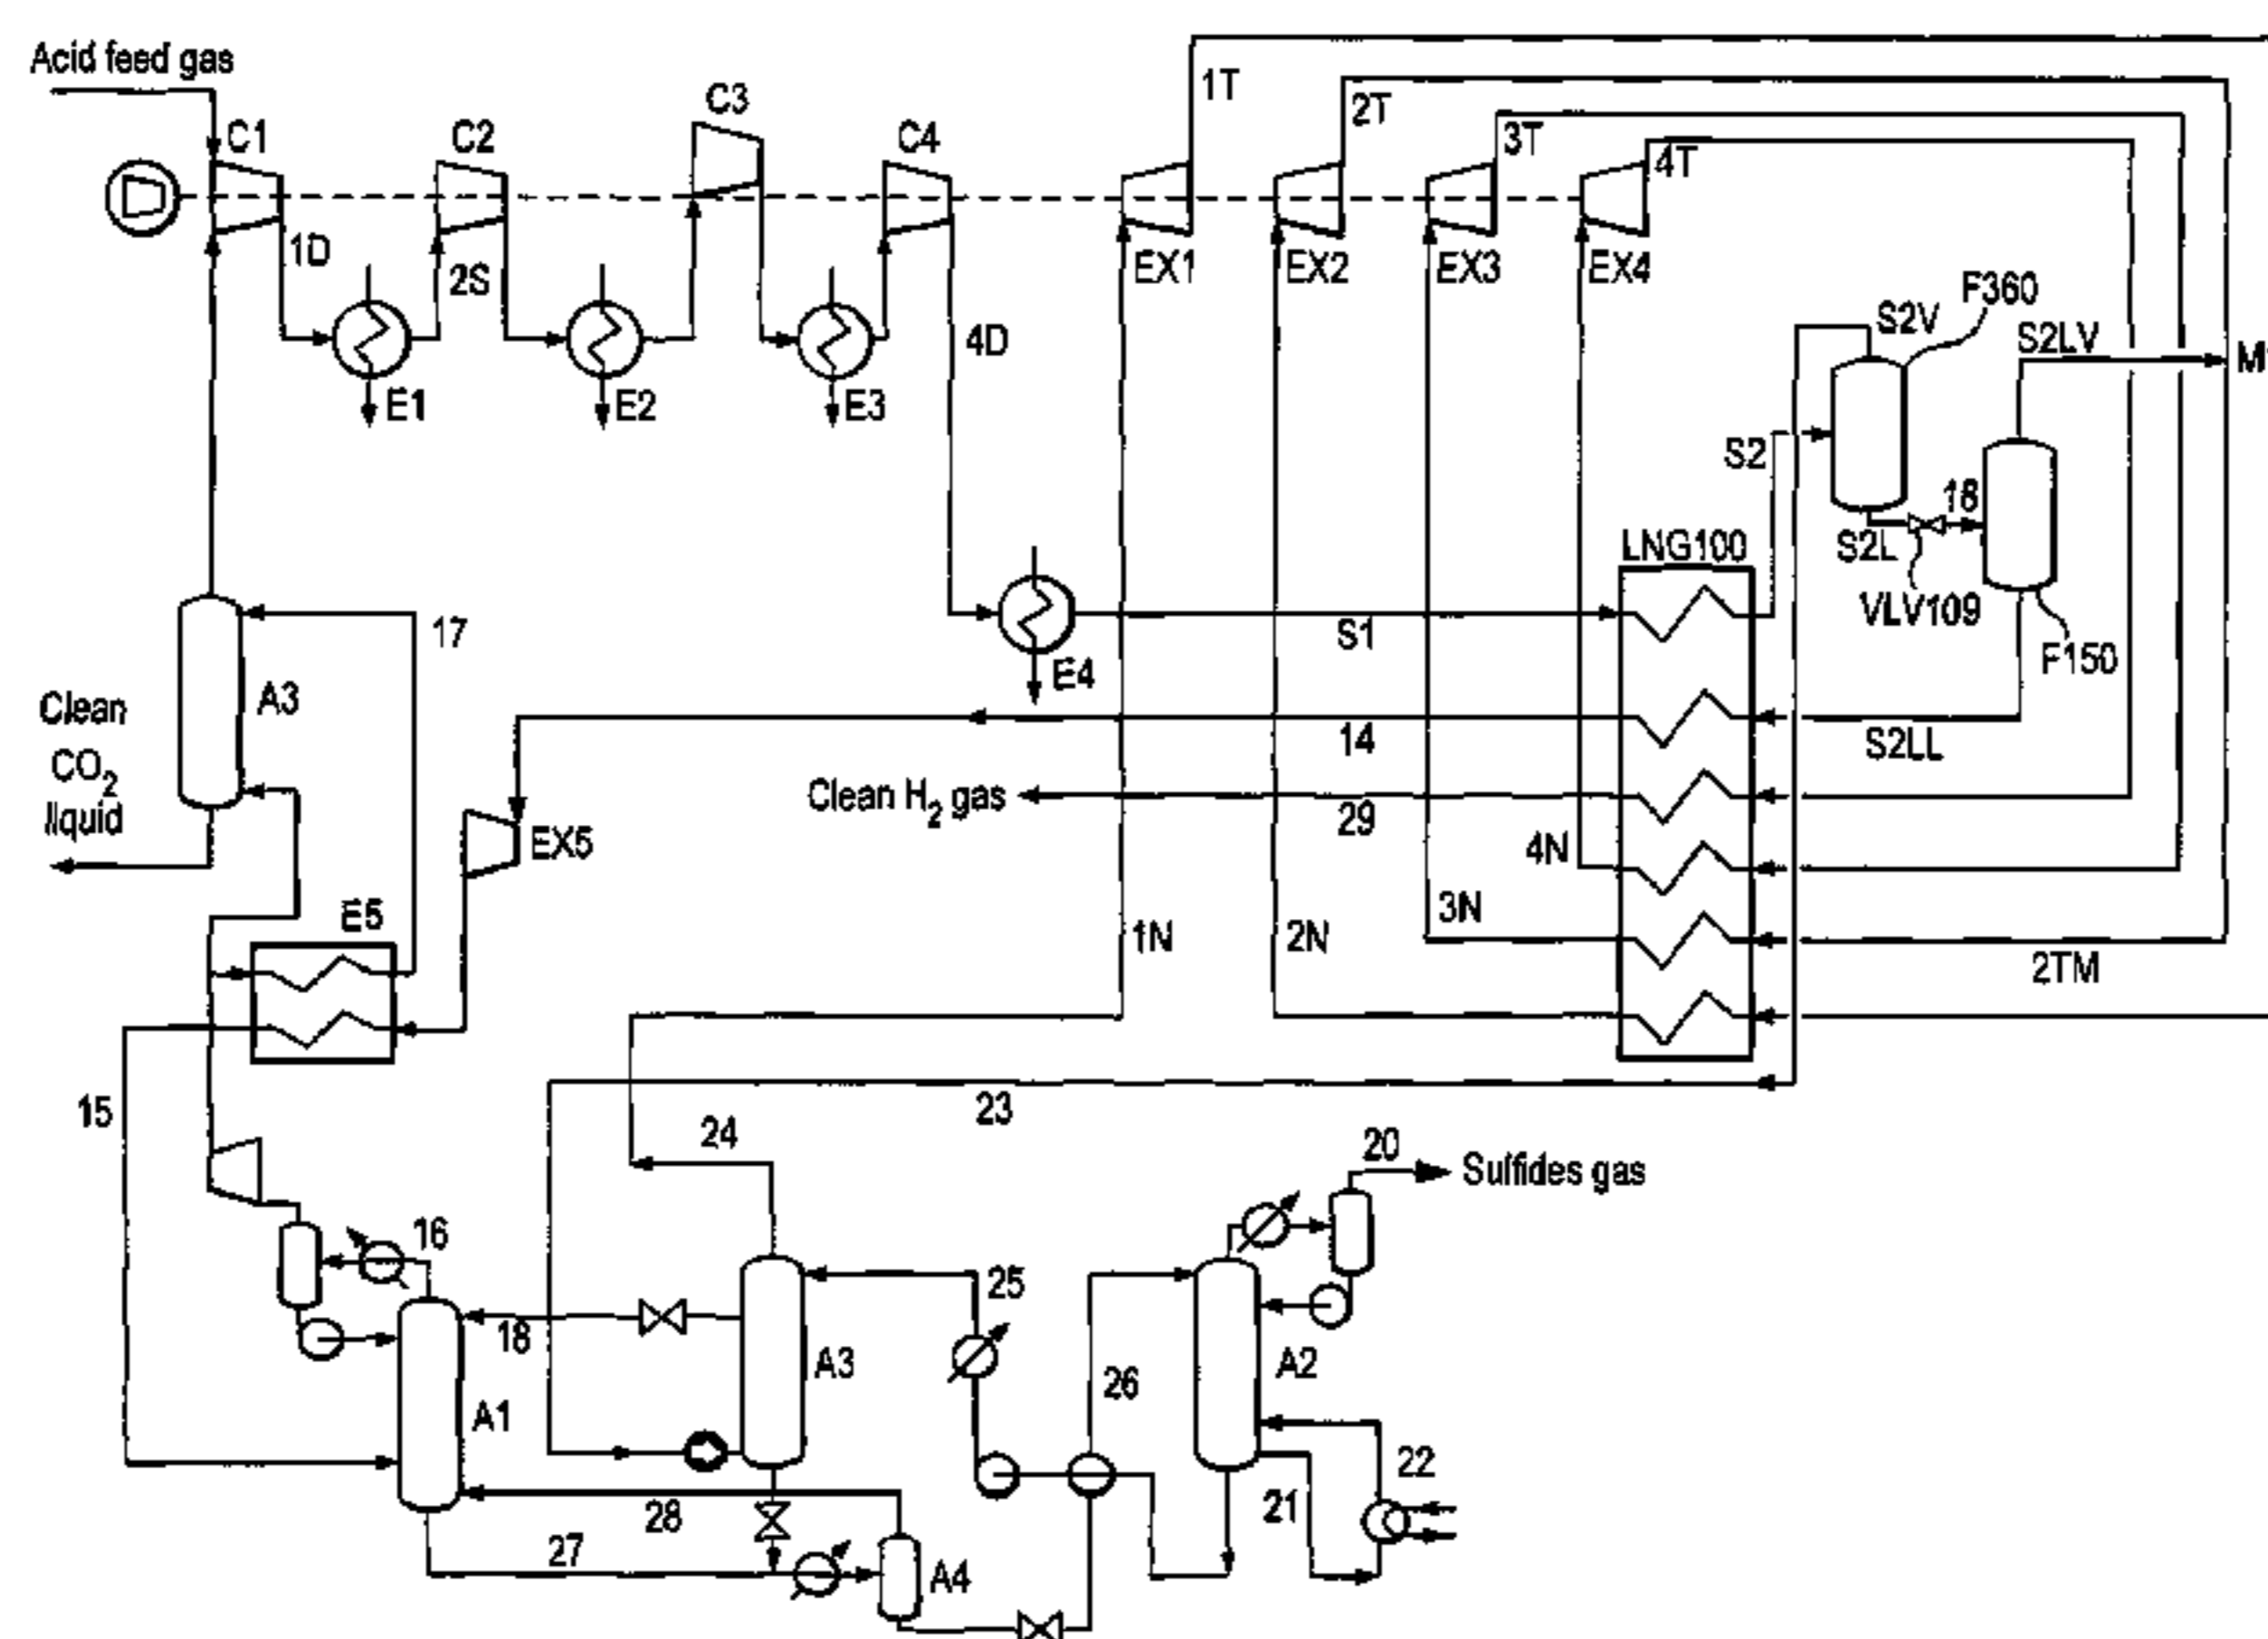 Acid feed gas
C1
C2
C3
C4
1T
2T
3T
4T
1D
2S
EX1
EX2
EX3
EX4
F360
S2V
S2LV
M
E1
E2
E3
4D
S2
18
S2L
LNG100
VLV109
F150
17
S1
E4
A3
Clean
CO2
liquid
14
S2LL
Clean H2 gas
29
EX5
4N
3N
E5
1N
2N
2TM
15
23
24
20
Sulfides gas
16
25
18
A3
26
A2
A1
22
28
21
27
A4